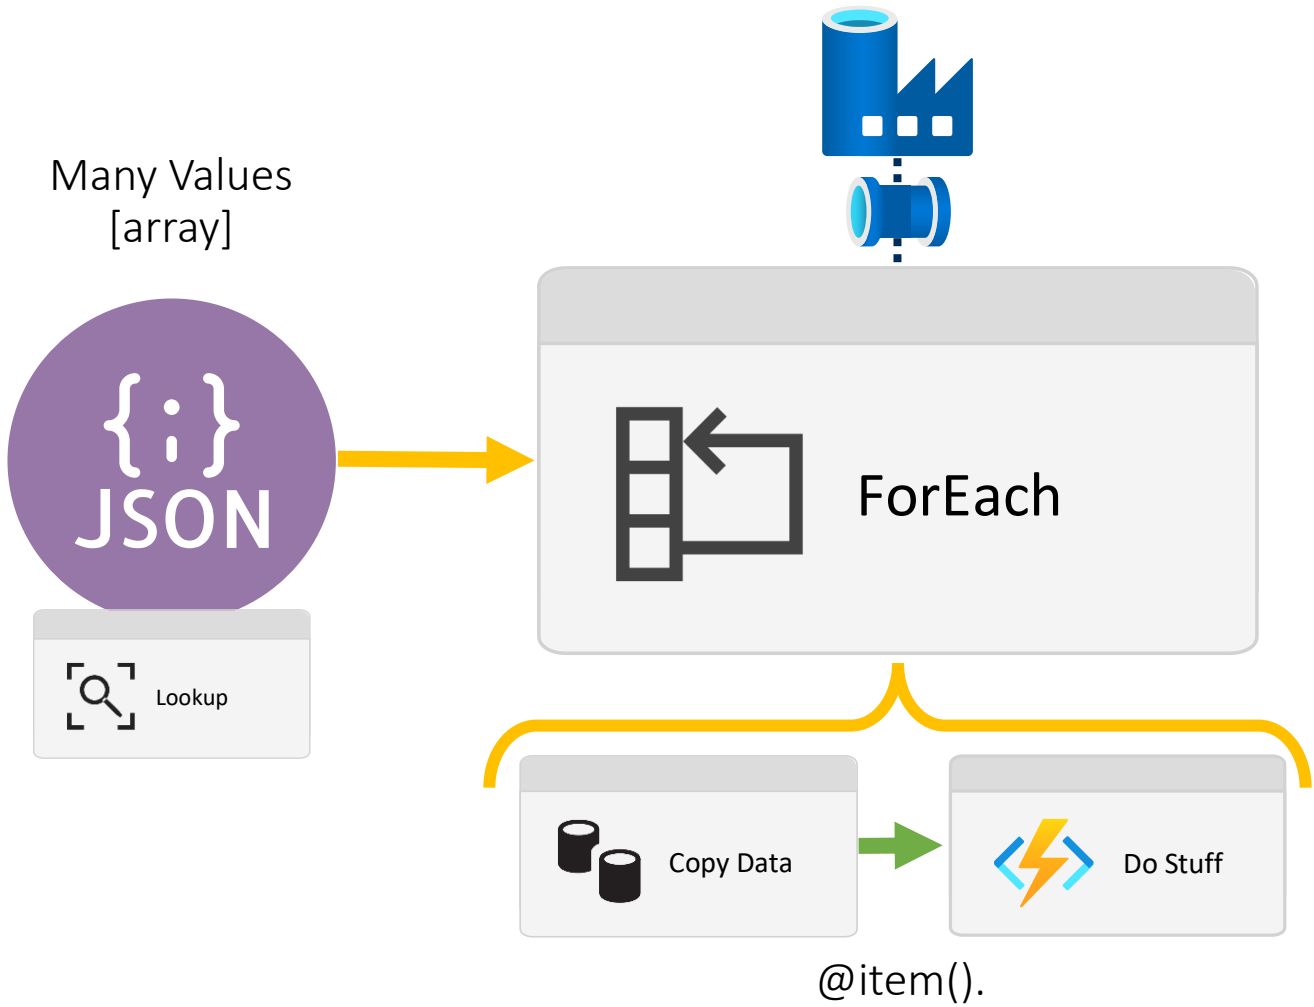 Many Values
[array]
{;}
JSON
Lookup
ForEach
Copy Data
Do Stuff
@item().